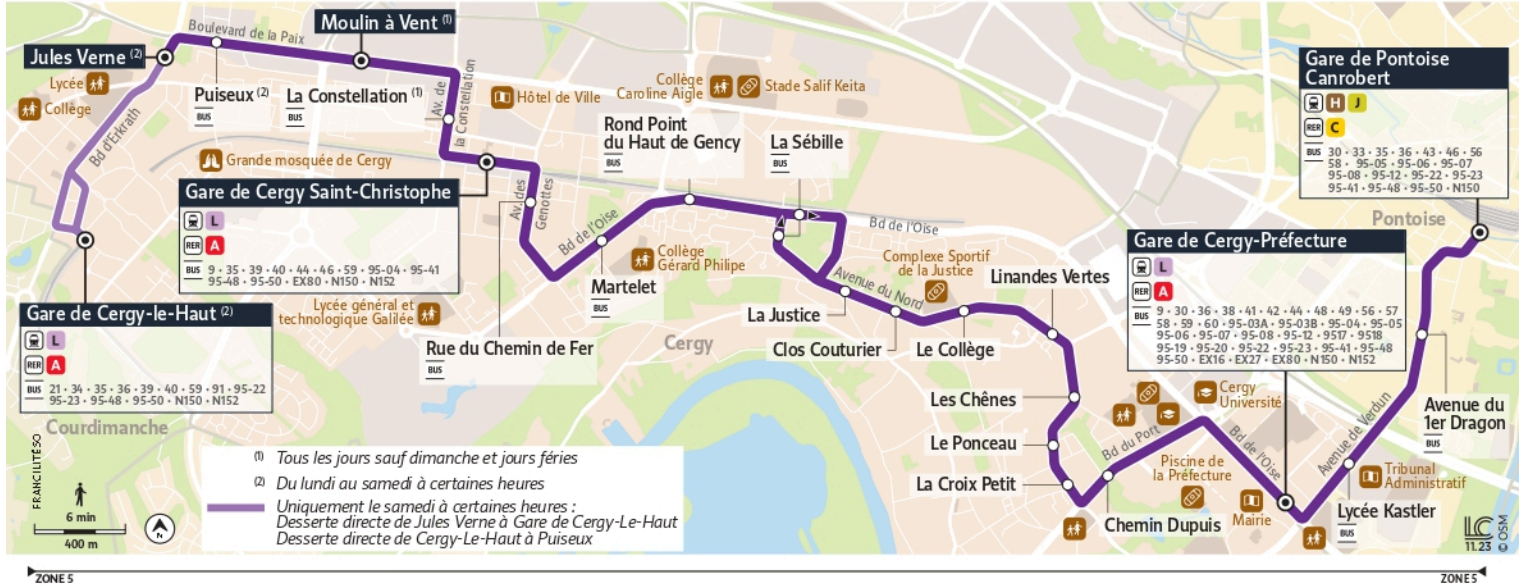 Moulin à Vent (1)
Boulevard de la Paix
Jules Verne (2)
Lycée
Collège
Puiseux (2)
BUS
La Constellation (1)
BUS
Av. de
la Constellation
Bd d'Erkrath
Hôtel de Ville
Grande mosquée de Cergy
Collège
Caroline Aigle
Stade Salif Keita
Rond Point
du Haut de Gency
BUS
La Sébille
BUS
Gare de Pontoise
Canrobert
H J
RER C
BUS 30 • 33 • 35 • 36 • 43 • 46 • 56
58 • 95-05 • 95-06 • 95-07
95-08 • 95-12 • 95-22 • 95-23
95-41 • 95-48 • 95-50 • N150
Pontoise
Gare de Cergy Saint-Christophe
L
RER A
BUS 9 • 35 • 39 • 40 • 44 • 46 • 59 • 95-04 • 95-41
95-48 • 95-50 • EX80 • N150 • N152
Av. des
Genottes
Bd de l'Oise
Bd de l'Oise
Collège
Gérard Philipe
Martelet
BUS
Avenue du Nord
Complexe Sportif
de la Justice
Linandes Vertes
Gare de Cergy-Préfecture
L
RER A
BUS 9 • 30 • 36 • 38 • 41 • 42 • 44 • 48 • 49 • 56 • 57
58 • 59 • 60 • 95-03A • 95-03B • 95-04 • 95-05
95-06 • 95-07 • 95-08 • 95-12 • 9517 • 9518
95-19 • 95-20 • 95-22 • 95-23 • 95-41 • 95-48
95-50 • EX16 • EX27 • EX80 • N150 • N152
Gare de Cergy-le-Haut (2)
L
RER A
BUS 21 • 34 • 35 • 36 • 39 • 40 • 59 • 91 • 95-22
95-23 • 95-48 • 95-50 • N150 • N152
Lycée général et
technologique Galilée
Rue du Chemin de Fer
BUS
Cergy
La Justice
Clos Couturier
Le Collège
Les Chênes
Le Ponceau
La Croix Petit
Bd du Port
Cergy
Université
Bd de l'Oise
Piscine de
la Préfecture
Chemin Dupuis
Mairie
Avenue de Verdun
Avenue du
1er Dragon
BUS
Tribunal
Administratif
Lycée Kastler
BUS
Courdimanche
FRANCILITÉ SO
6 min
400 m
N
(1) Tous les jours sauf dimanche et jours féries
(2) Du lundi au samedi à certaines heures
Uniquement le samedi à certaines heures :
Desserte directe de Jules Verne à Gare de Cergy-Le-Haut
Desserte directe de Cergy-Le-Haut à Puiseux
LC
11.23
© OSM
ZONE 5
ZONE 5